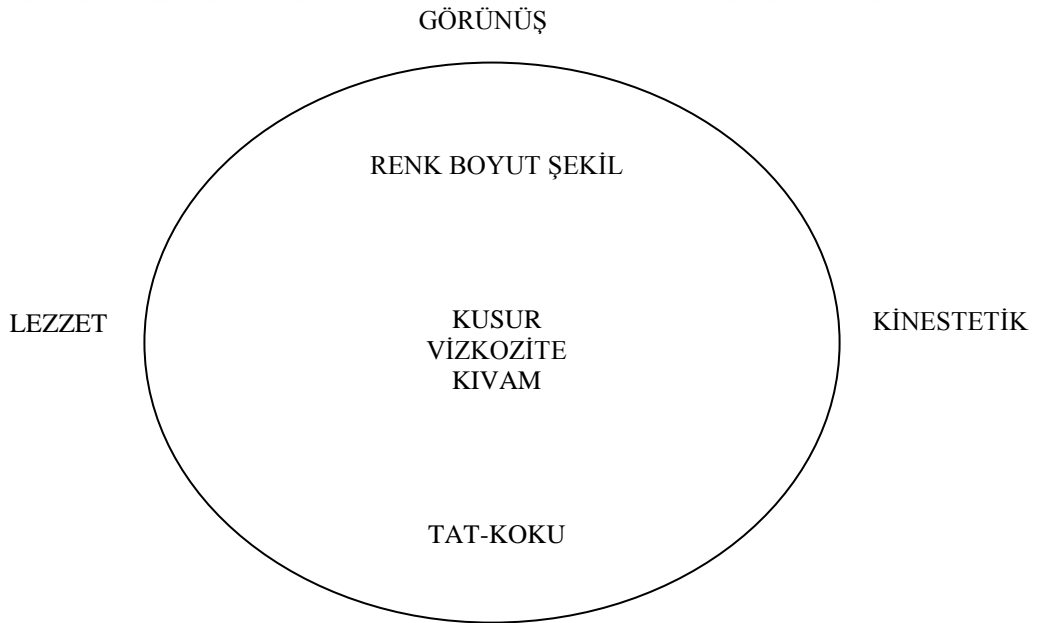 GÖRÜNÜŞ
RENK BOYUT ŞEKİL
LEZZET
KUSUR
VİZKOZİTE
KIVAM
KİNESTETİK
TAT-KOKU